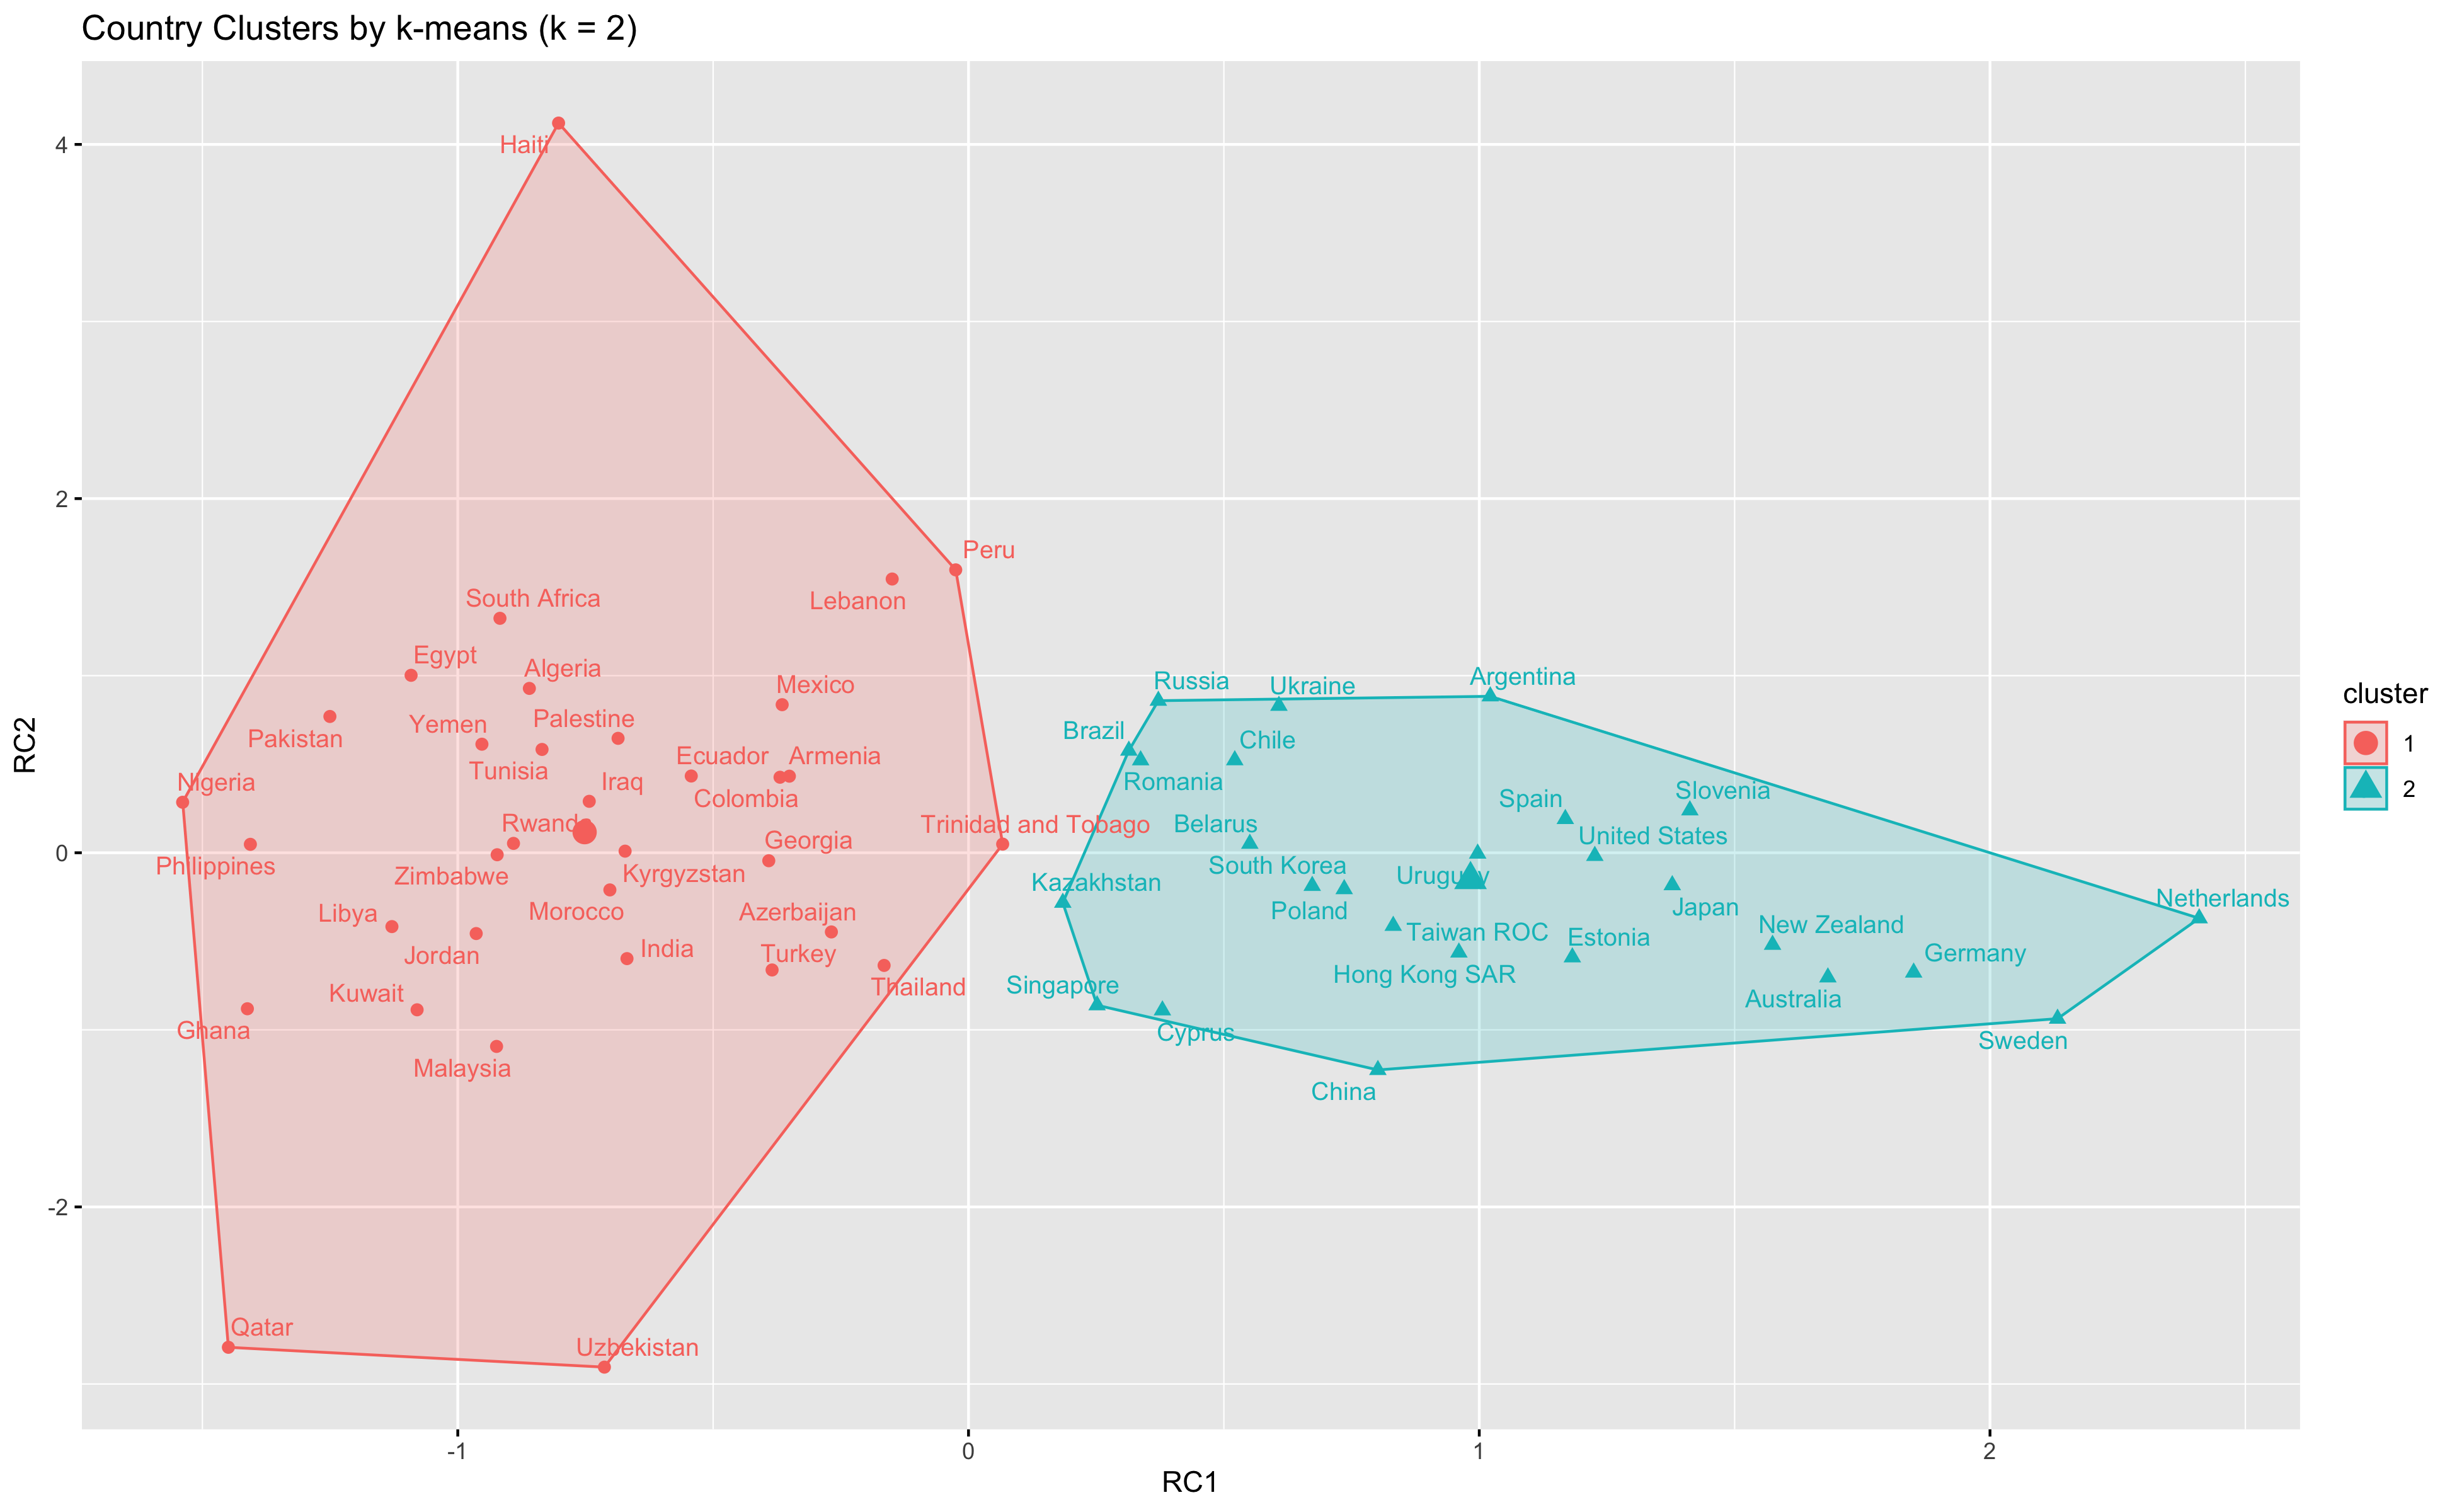 Country Clusters by k-means (k = 2)
4
2
0
-2
RC2
Haiti
Peru
Lebanon
South Africa
Egypt
Algeria
Mexico
Pakistan
Yemen
Palestine
Tunisia
Ecuador
Armenia
Nigeria
Iraq
Colombia
Rwanda
Trinidad and Tobago
Georgia
Philippines
Zimbabwe
Kyrgyzstan
Libya
Morocco
Azerbaijan
Jordan
India
Turkey
Kuwait
Thailand
Ghana
Malaysia
Qatar
Uzbekistan
Russia
Ukraine
Argentina
Brazil
Chile
Romania
Spain
Slovenia
Belarus
United States
South Korea
Kazakhstan
Uruguay
Poland
Japan
Netherlands
Taiwan ROC
Estonia
New Zealand
Hong Kong SAR
Germany
Singapore
Australia
Cyprus
Sweden
China
-1
0
1
2
RC1
cluster
1
2